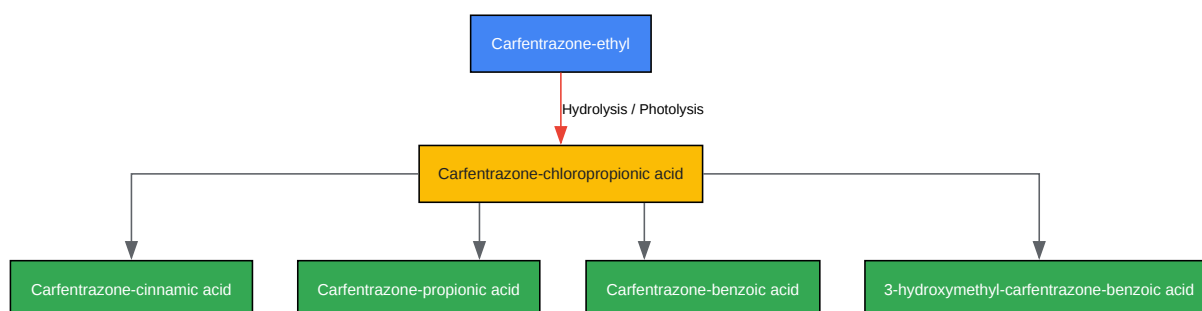 Carfentrazone-ethyl
Hydrolysis / Photolysis
Carfentrazone-chloropropionic acid
Carfentrazone-cinnamic acid
Carfentrazone-propionic acid
Carfentrazone-benzoic acid
3-hydroxymethyl-carfentrazone-benzoic acid